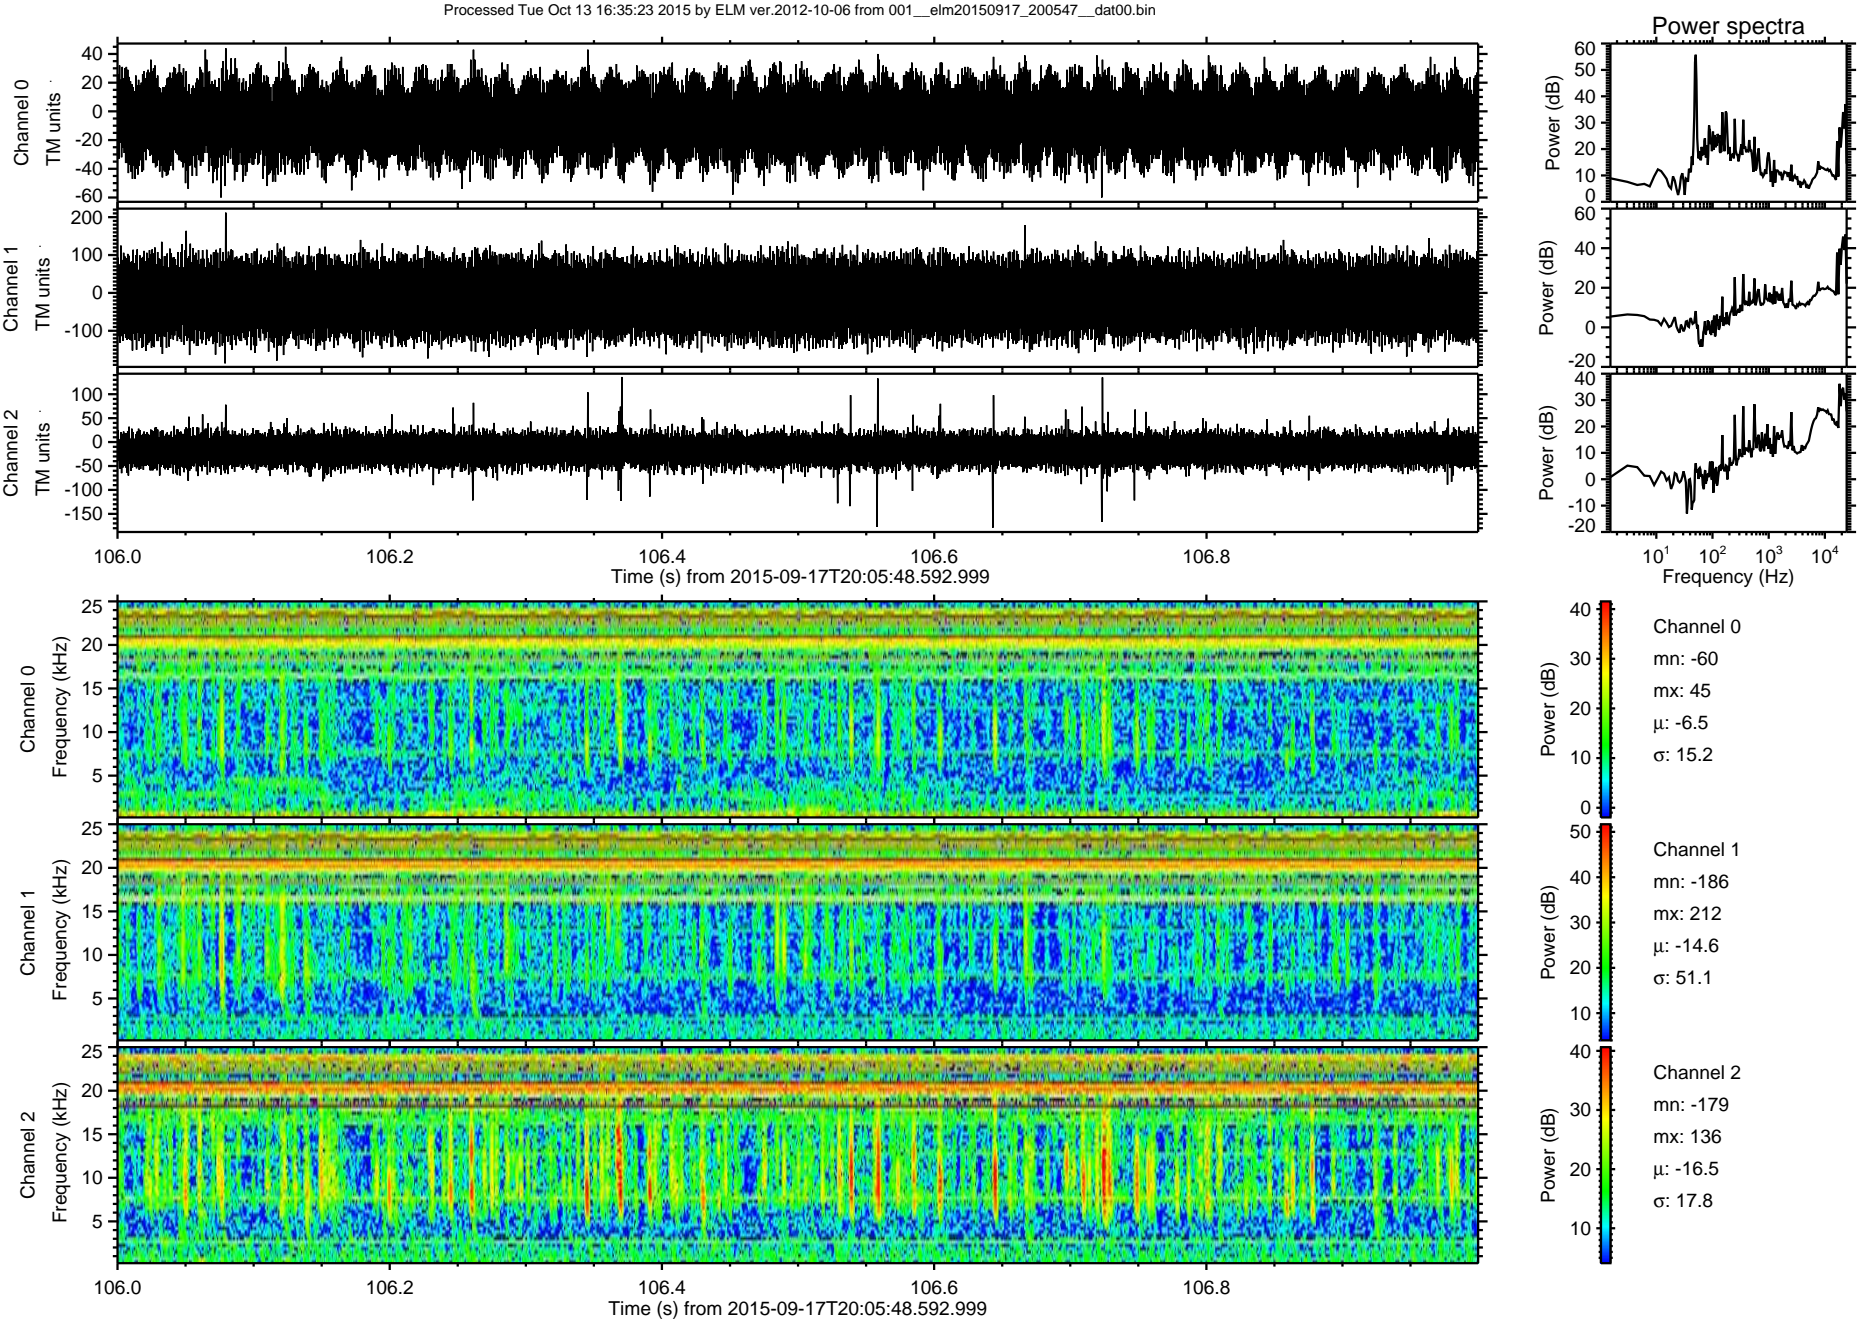 Processed Tue Oct 13 16:35:23 2015 by ELM ver.2012-10-06 from 001__elm20150917_200547__dat00.bin
Power spectra
Channel 0
TM units
40
20
0
-20
-40
-60
Power (dB)
60
50
40
30
20
10
0
Channel 1
TM units
200
100
0
-100
Power (dB)
60
40
20
0
-20
Channel 2
TM units
100
50
0
-50
-100
-150
Power (dB)
40
30
20
10
0
-10
-20
106.0 106.2 106.4 106.6 106.8
Time (s) from 2015-09-17T20:05:48.592.999
10¹ 10² 10³ 10⁴
Frequency (Hz)
Channel 0
Frequency (kHz)
25
20
15
10
5
Power (dB)
40
30
20
10
0
Channel 0
mn: -60
mx: 45
µ: -6.5
σ: 15.2
Channel 1
Frequency (kHz)
25
20
15
10
5
Power (dB)
50
40
30
20
10
Channel 1
mn: -186
mx: 212
µ: -14.6
σ: 51.1
Channel 2
Frequency (kHz)
25
20
15
10
5
Power (dB)
40
30
20
10
Channel 2
mn: -179
mx: 136
µ: -16.5
σ: 17.8
106.0 106.2 106.4 106.6 106.8
Time (s) from 2015-09-17T20:05:48.592.999